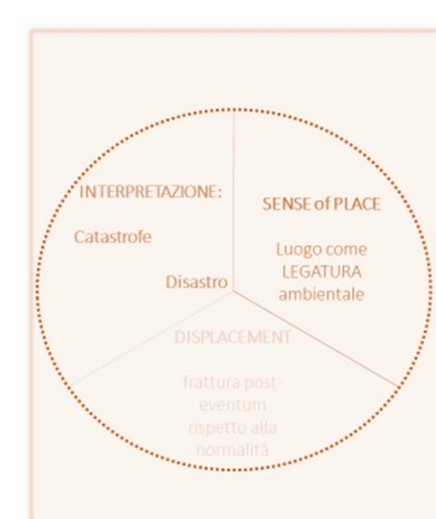 INTERPRETAZIONE:
Catastrofe
Disastro
SENSE of PLACE
Luogo come
LEGATURA
ambientale
DISPLACEMENT
frattura post-
eventum
rispetto alla
normalità